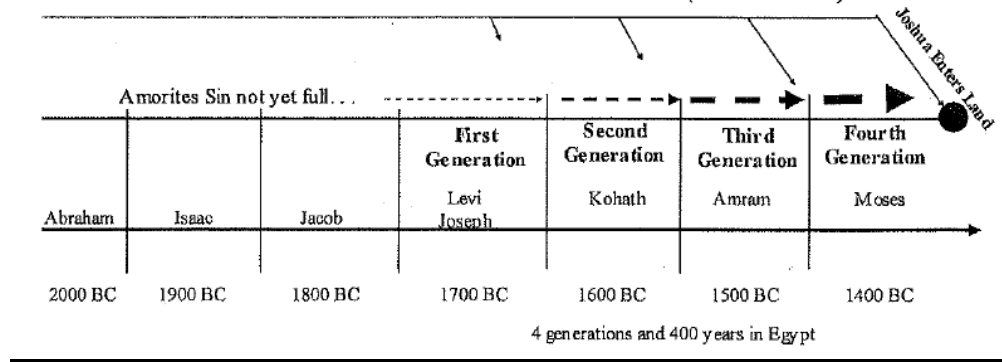 Joshua Enters Land
Amorites Sin not yet full. . .
First
Generation
Second
Generation
Third
Generation
Fourth
Generation
Levi
Joseph
Kohath
Amram
Moses
Abraham
Isaac
Jacob
2000 BC
1900 BC
1800 BC
1700 BC
1600 BC
1500 BC
1400 BC
4 generations and 400 years in Egypt